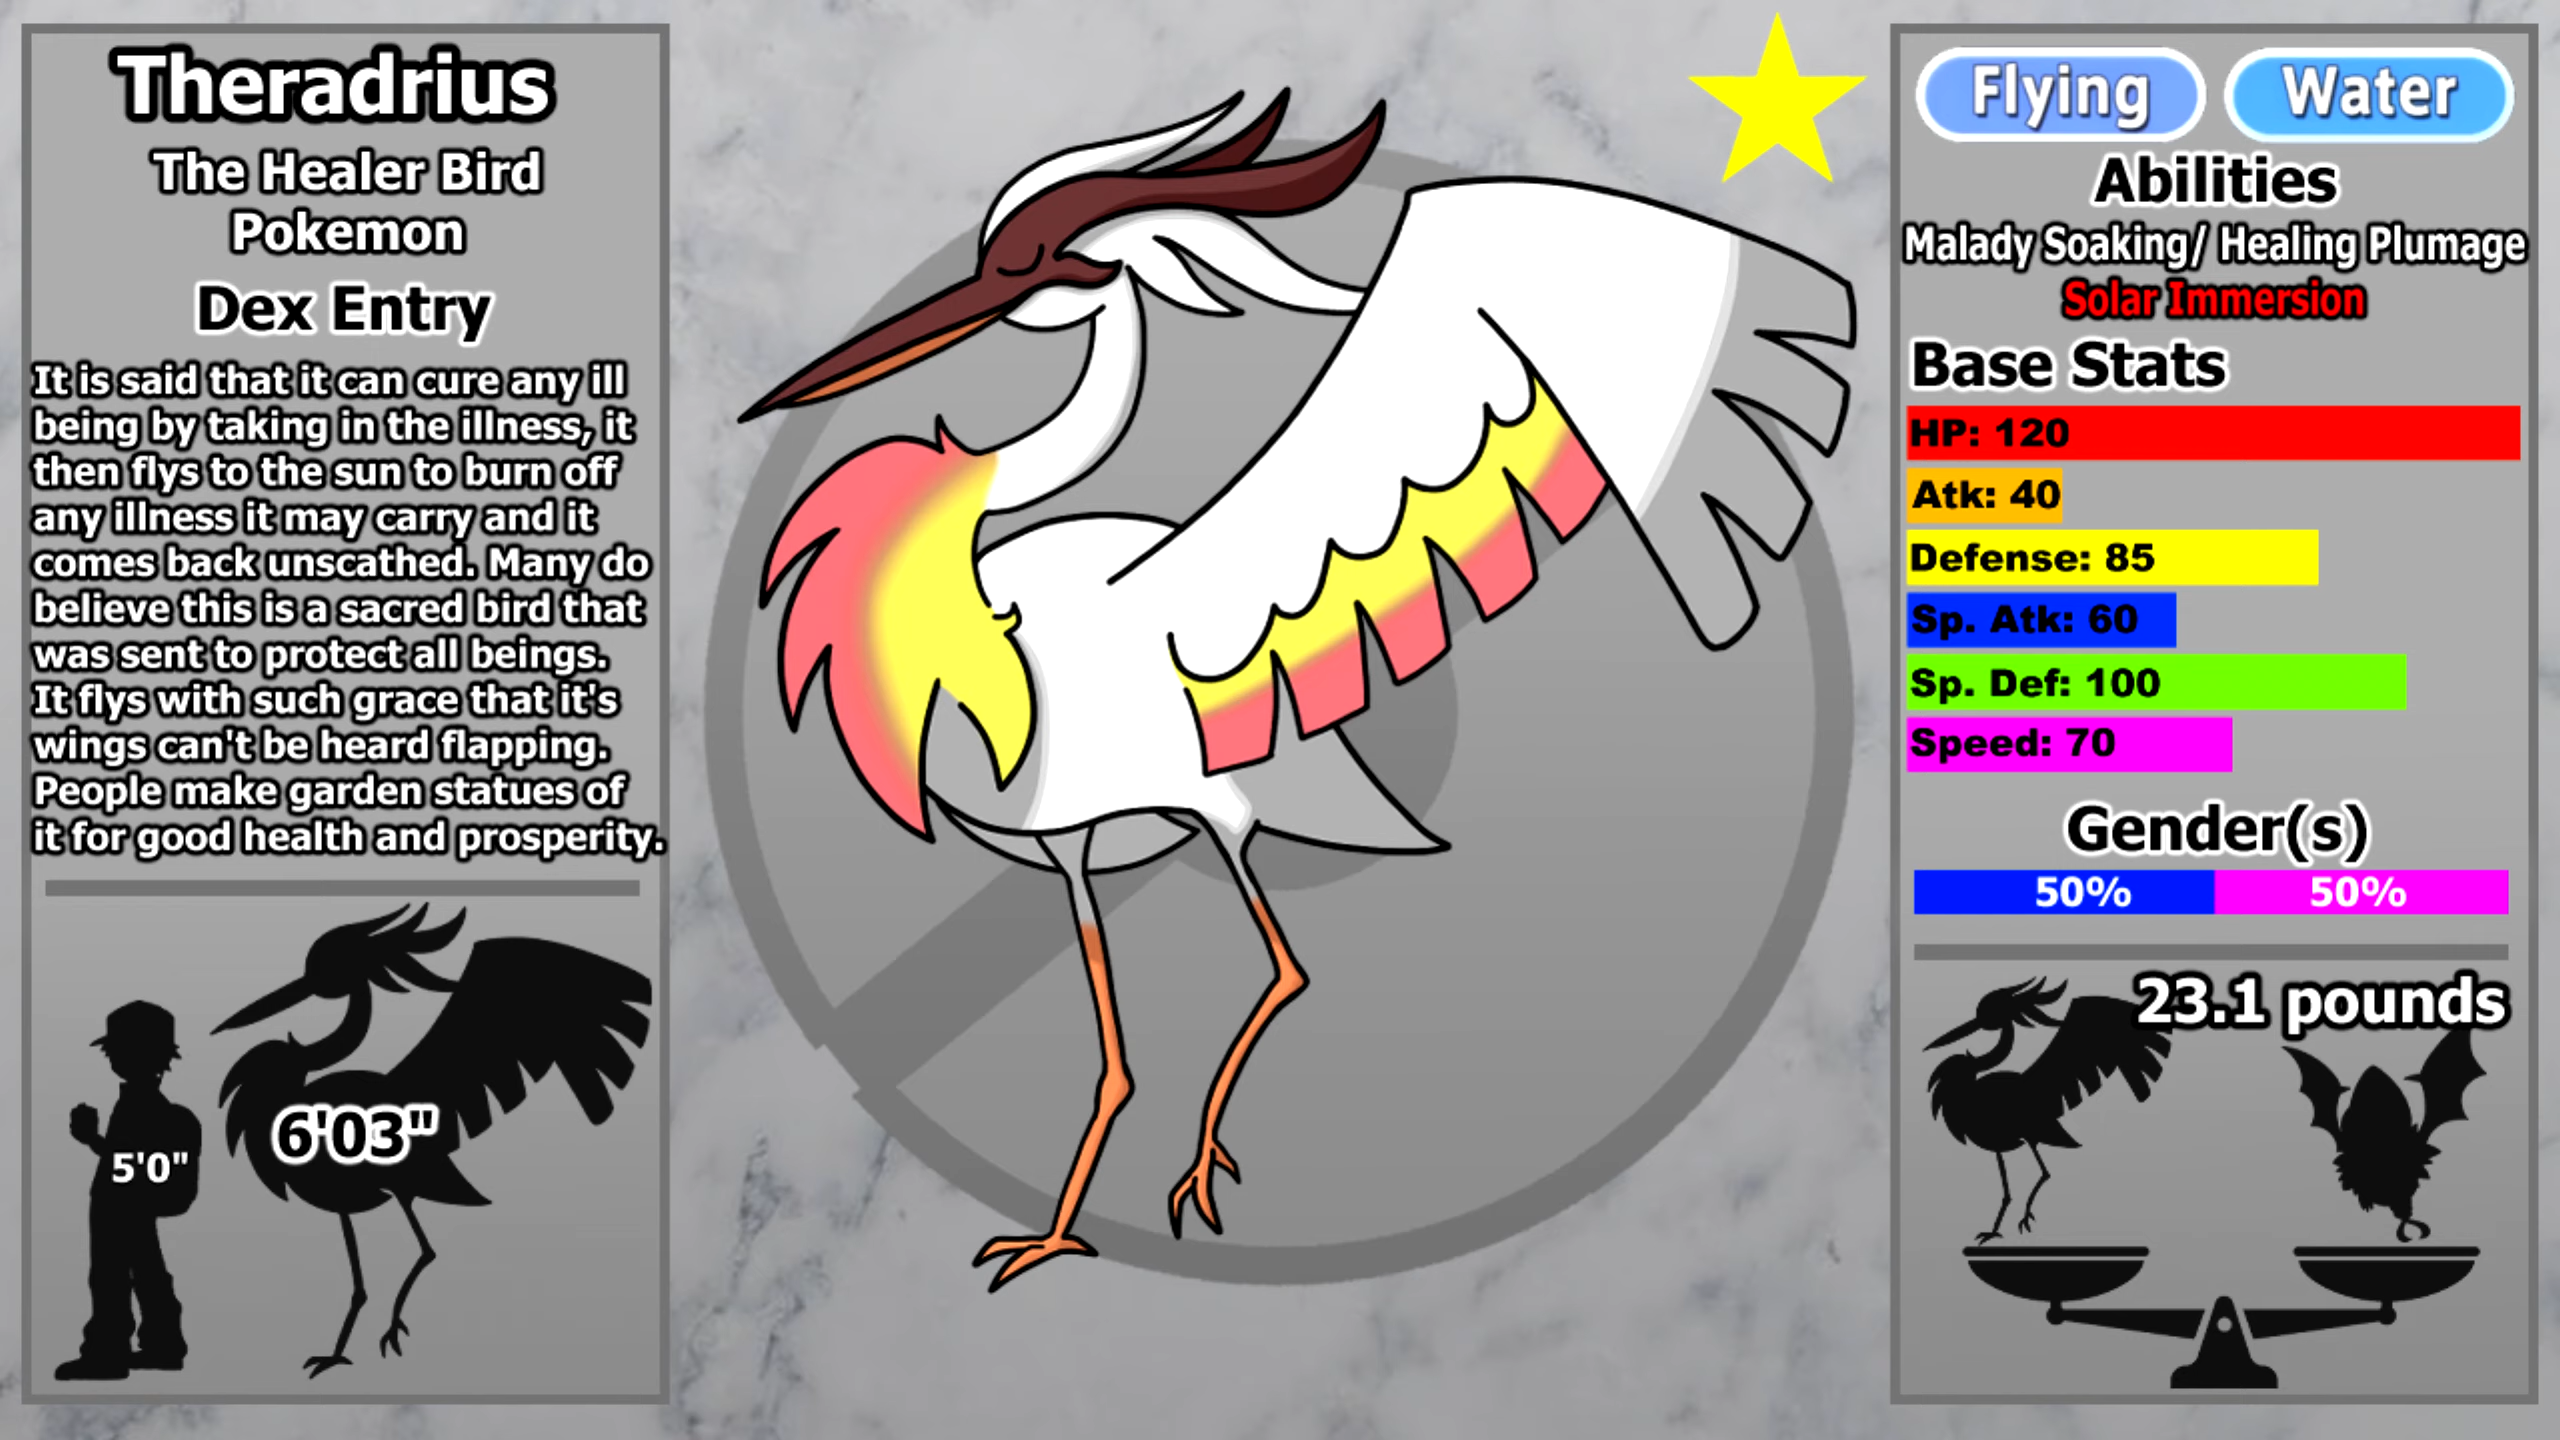 Theradrius
The Healer Bird
Pokemon
Dex Entry
It is said that it can cure any ill
being by taking in the illness, it
then flys to the sun to burn off
any illness it may carry and it
comes back unscathed. Many do
believe this is a sacred bird that
was sent to protect all beings.
It flys with such grace that it's
wings can't be heard flapping.
People make garden statues of
it for good health and prosperity.
5'0"
6'03"
Flying Water
Abilities
Malady Soaking/ Healing Plumage
Solar Immersion
Base Stats
HP: 120
Atk: 40
Defense: 85
Sp. Atk: 60
Sp. Def: 100
Speed: 70
Gender(s)
50% 50%
23.1 pounds